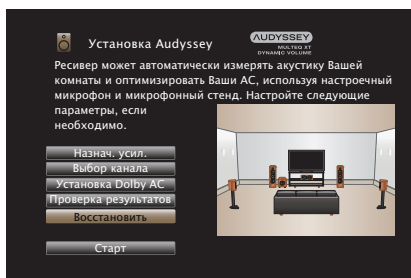 Установка Audyssey
AUDYSSEY
MULTEQ XT
DYNAMIC VOLUME
Ресивер может автоматически измерять акустику Вашей
комнаты и оптимизировать Ваши АС, используя настроечный
микрофон и микрофонный стенд. Настройте следующие
параметры, если
необходимо.
Назнач. усил.
Выбор канала
Установка Dolby АС
Проверка результатов
Восстановить
Старт